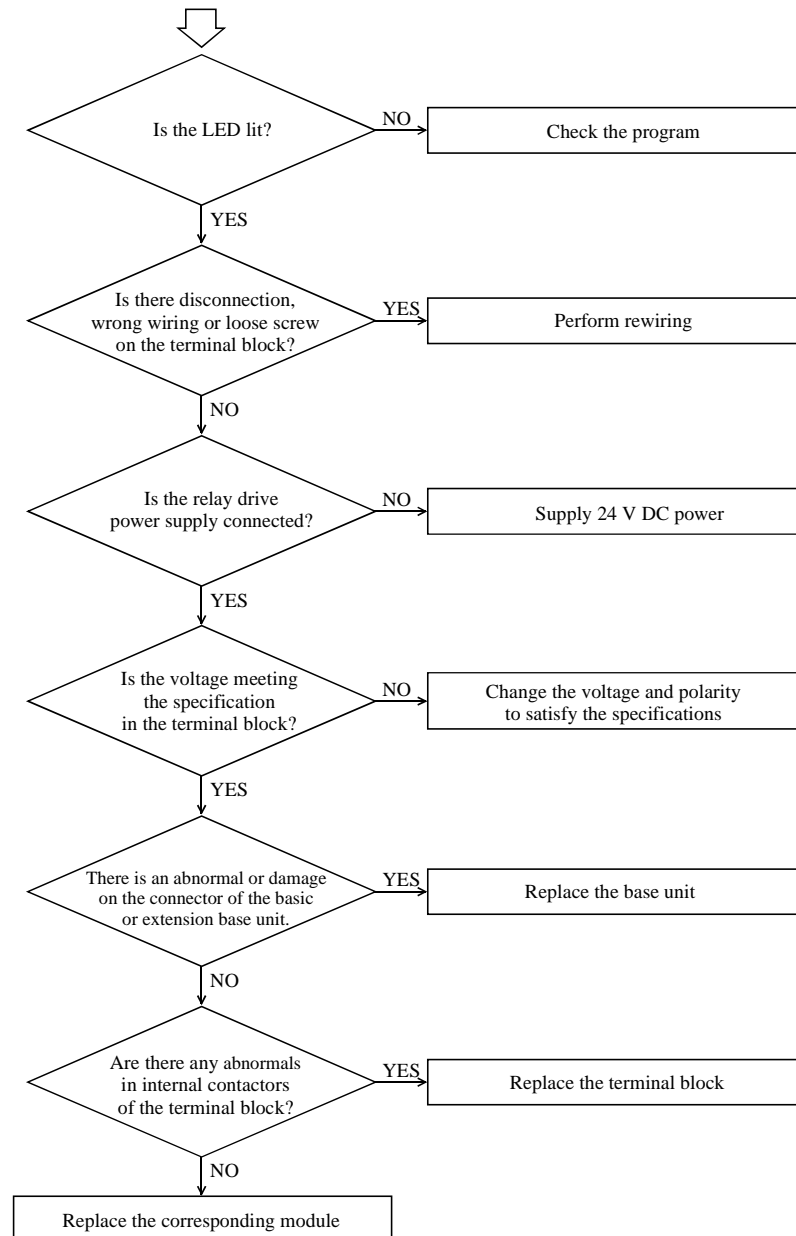 Is the LED lit?
NO
Check the program
YES
Is there disconnection,
wrong wiring or loose screw
on the terminal block?
YES
Perform rewiring
NO
Is the relay drive
power supply connected?
NO
Supply 24 V DC power
YES
Is the voltage meeting
the specification
in the terminal block?
NO
Change the voltage and polarity
to satisfy the specifications
YES
There is an abnormal or damage
on the connector of the basic
or extension base unit.
YES
Replace the base unit
NO
Are there any abnormals
in internal contactors
of the terminal block?
YES
Replace the terminal block
NO
Replace the corresponding module